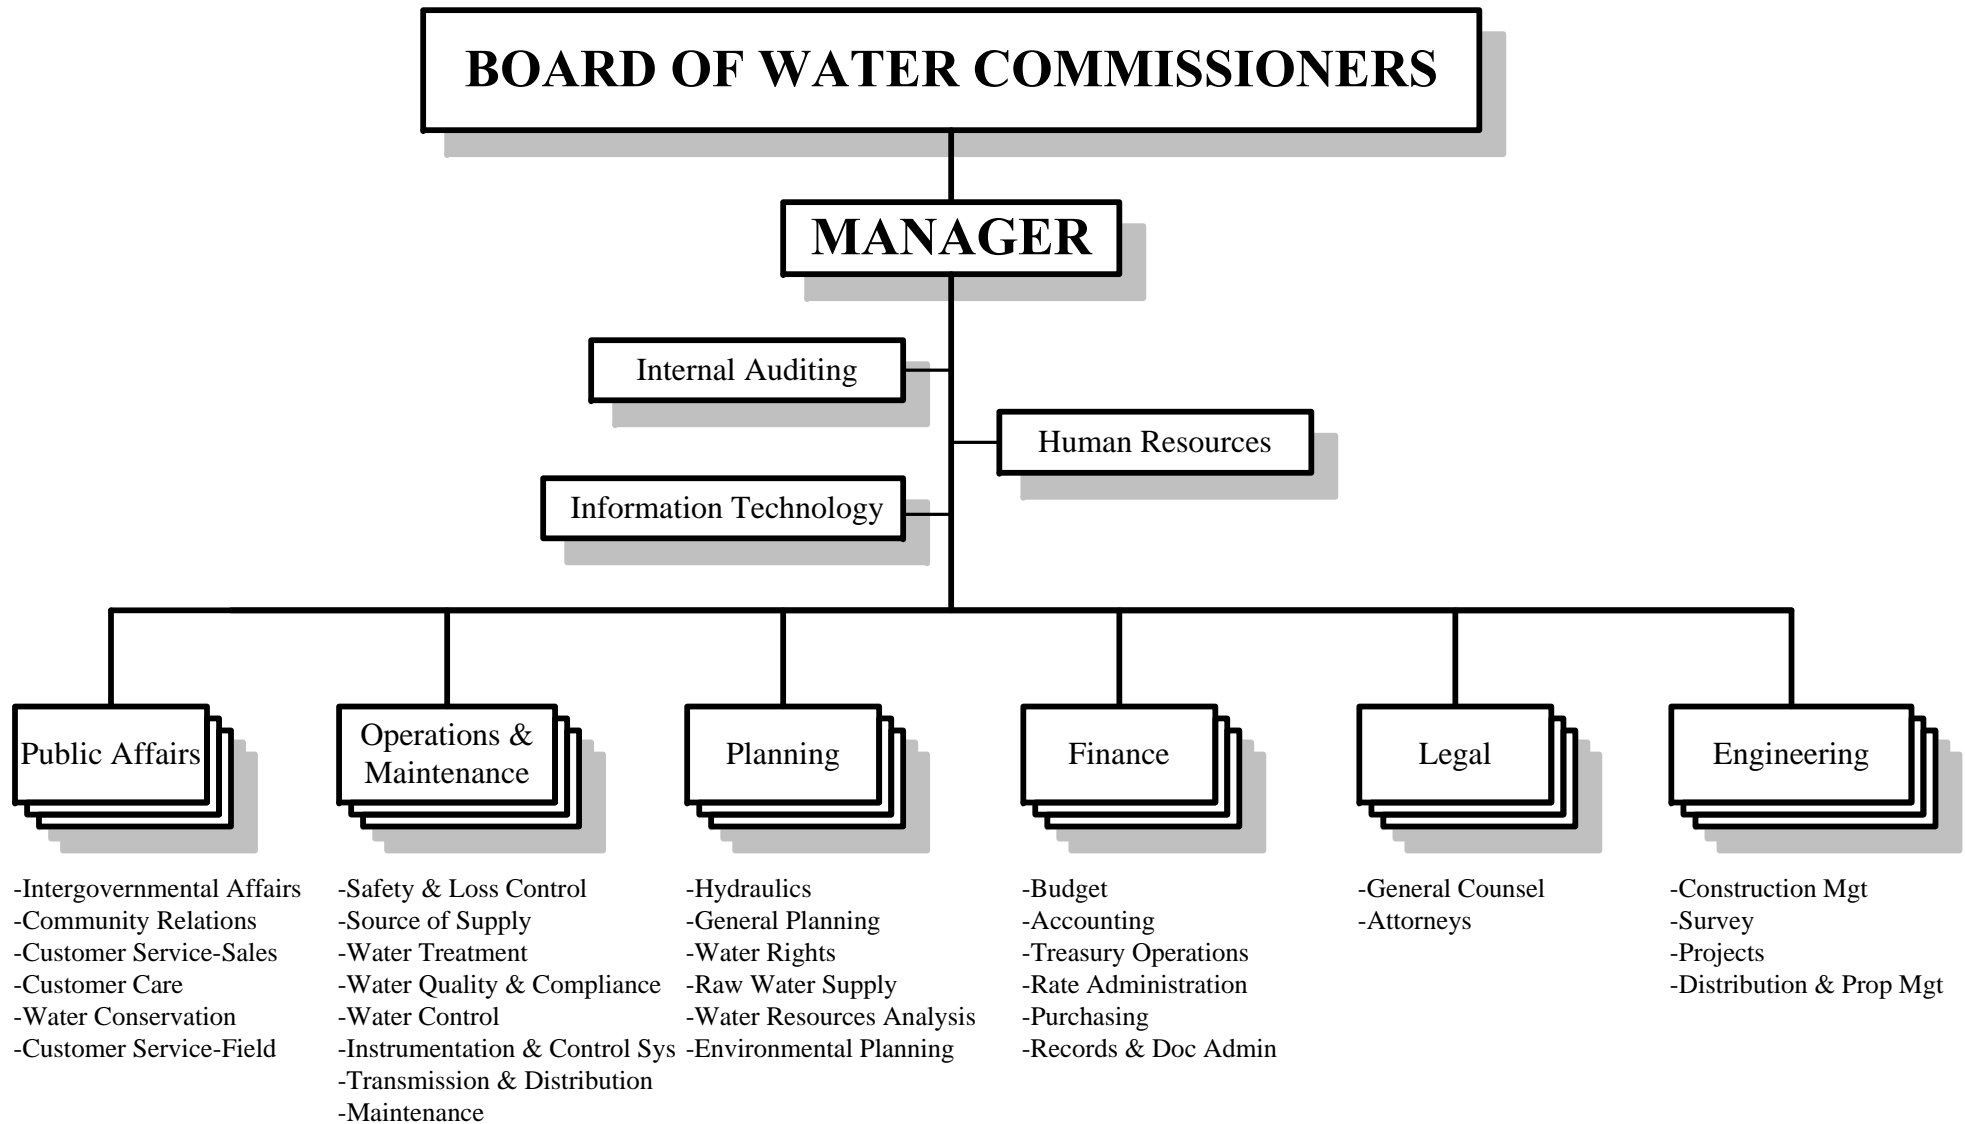 BOARD OF WATER COMMISSIONERS
MANAGER
Internal Auditing
Human Resources
Information Technology
Public Affairs
-Intergovernmental Affairs
-Community Relations
-Customer Service-Sales
-Customer Care
-Water Conservation
-Customer Service-Field
Operations &
Maintenance
-Safety & Loss Control
-Source of Supply
-Water Treatment
-Water Quality & Compliance
-Water Control
-Instrumentation & Control Sys
-Transmission & Distribution
-Maintenance
Planning
-Hydraulics
-General Planning
-Water Rights
-Raw Water Supply
-Water Resources Analysis
-Environmental Planning
Finance
-Budget
-Accounting
-Treasury Operations
-Rate Administration
-Purchasing
-Records & Doc Admin
Legal
-General Counsel
-Attorneys
Engineering
-Construction Mgt
-Survey
-Projects
-Distribution & Prop Mgt